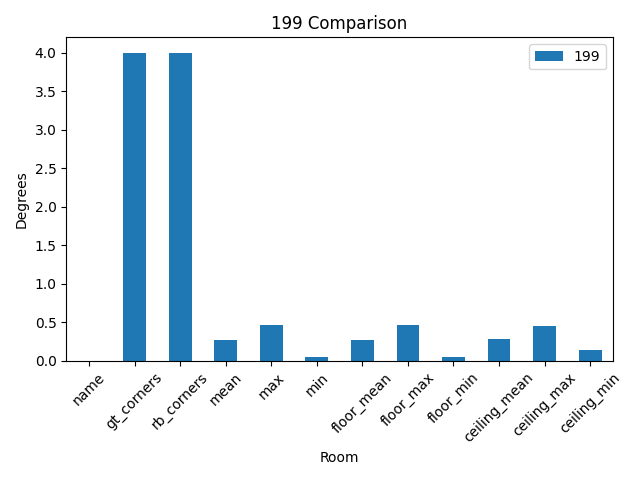 199 Comparison
199
Degrees
4.0
3.5
3.0
2.5
2.0
1.5
1.0
0.5
0.0
name
gt_corners
rb_corners
mean
max
min
floor_mean
floor_max
floor_min
ceiling_mean
ceiling_max
ceiling_min
Room